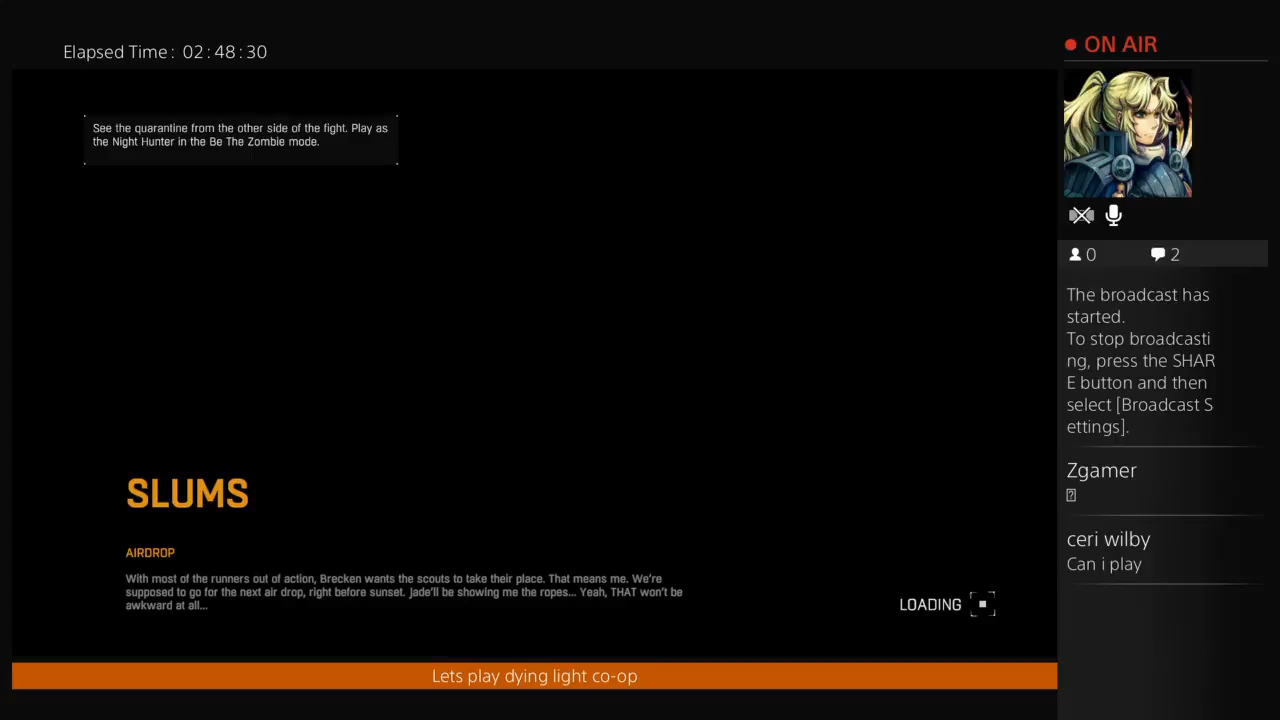 Elapsed Time: 02:48:30
ON AIR
See the quarantine from the other side of the fight. Play as
the Night Hunter in the Be The Zombie mode.
0
2
The broadcast has
started.
To stop broadcasti
ng, press the SHAR
E button and then
select [Broadcast S
ettings].
Zgamer
?
ceri wilby
Can i play
SLUMS
AIRDROP
With most of the runners out of action, Brecken wants the scouts to take their place. That means me. We're
supposed to go for the next air drop, right before sunset. Jade'll be showing me the ropes... Yeah, THAT won't be
awkward at all...
LOADING
Lets play dying light co-op